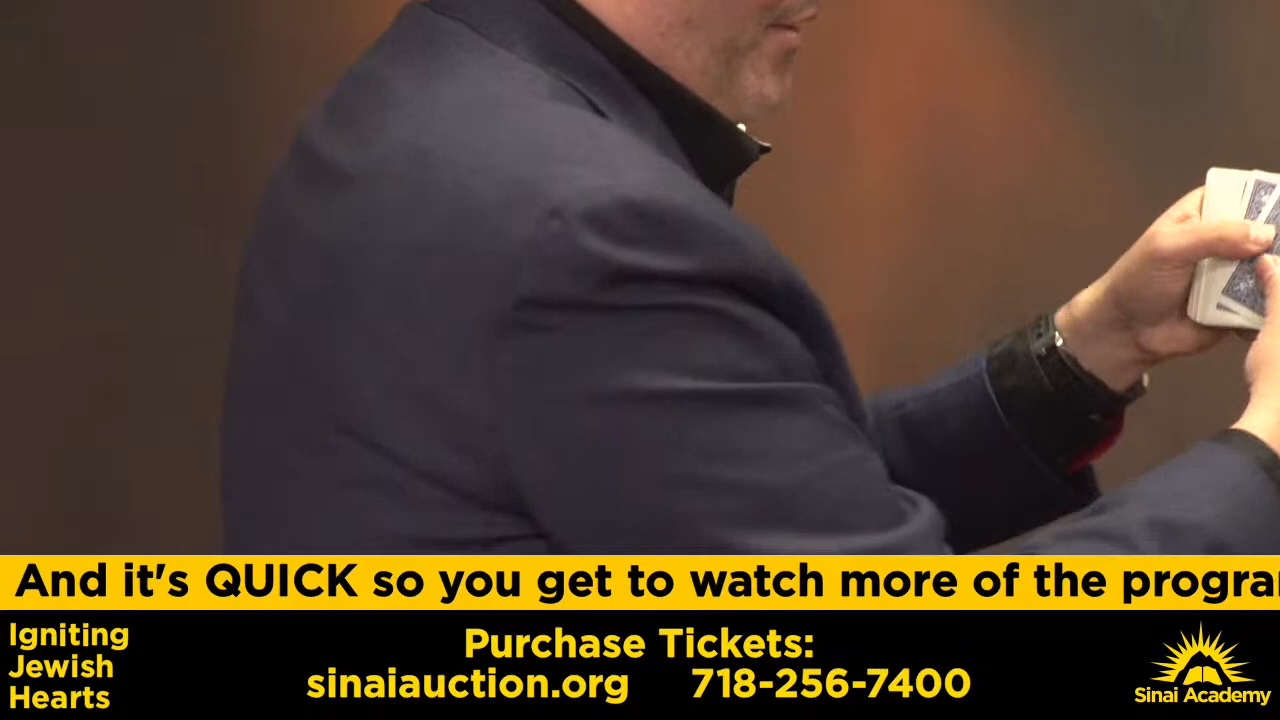 And it's QUICK so you get to watch more of the progra
Igniting
Jewish
Hearts
Purchase Tickets:
sinaiauction.org 718-256-7400
Sinai Academy